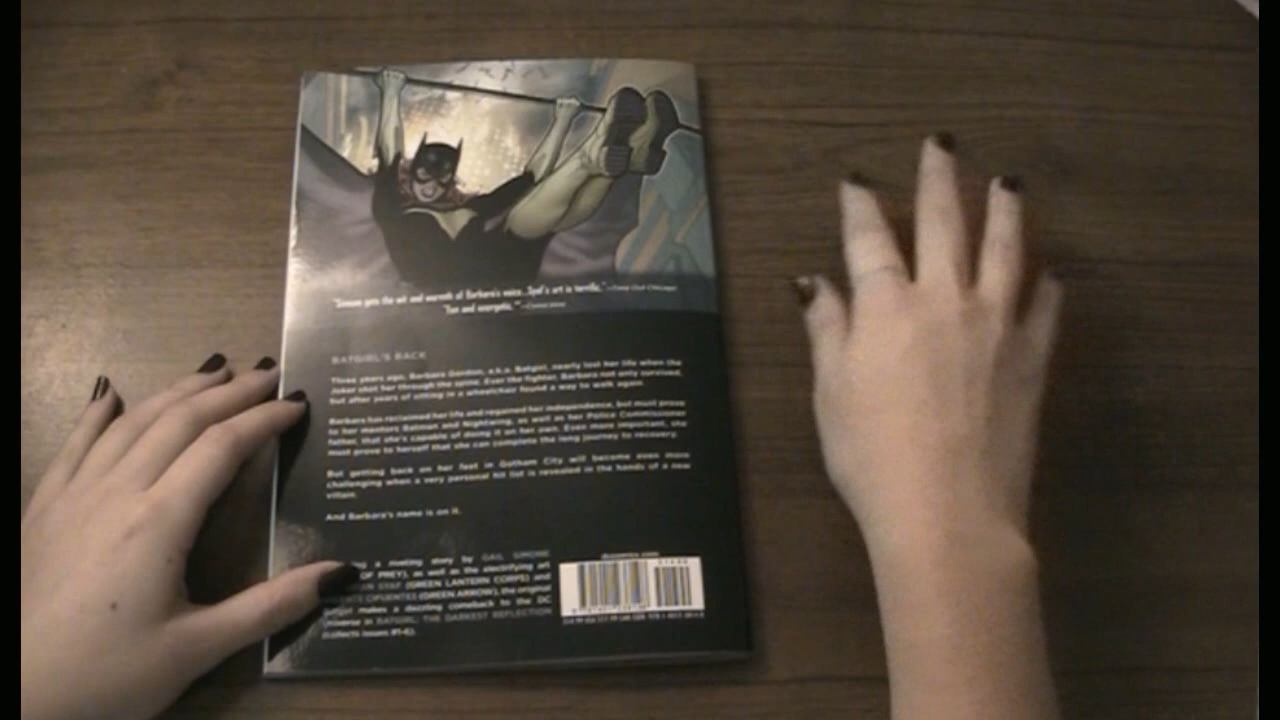 "Simone gets the wit and warmth of Barbara's voice...Syaf's art is terrific." —Time Out Chicago
"Fun and energetic."
BATGIRL'S BACK
Three years ago, Barbara Gordon, a.k.a. Batgirl, nearly lost her life when the
Joker shot her through the spine. Ever the fighter, Barbara not only survived,
but after years of sitting in a wheelchair found a way to walk again.
Barbara has reclaimed her life and regained her independence, but must prove
to her mentors Batman and Nightwing, as well as her Police Commissioner
father, that she's capable of doing it on her own. Even more important, she
must prove to herself that she can complete the long journey to recovery.
But getting back on her feet in Gotham City will become even more
challenging when a very personal hit list is revealed in the hands of a new
villain.
And Barbara's name is on it.
a riveting story by GAIL SIMONE
OF PREY), as well as the electrifying art
SYAF (GREEN LANTERN CORPS) and
CIFUENTES (GREEN ARROW), the original
makes a dazzling comeback to the DC
Universe in BATGIRL: THE DARKEST REFLECTION
(collects issues #1-6).